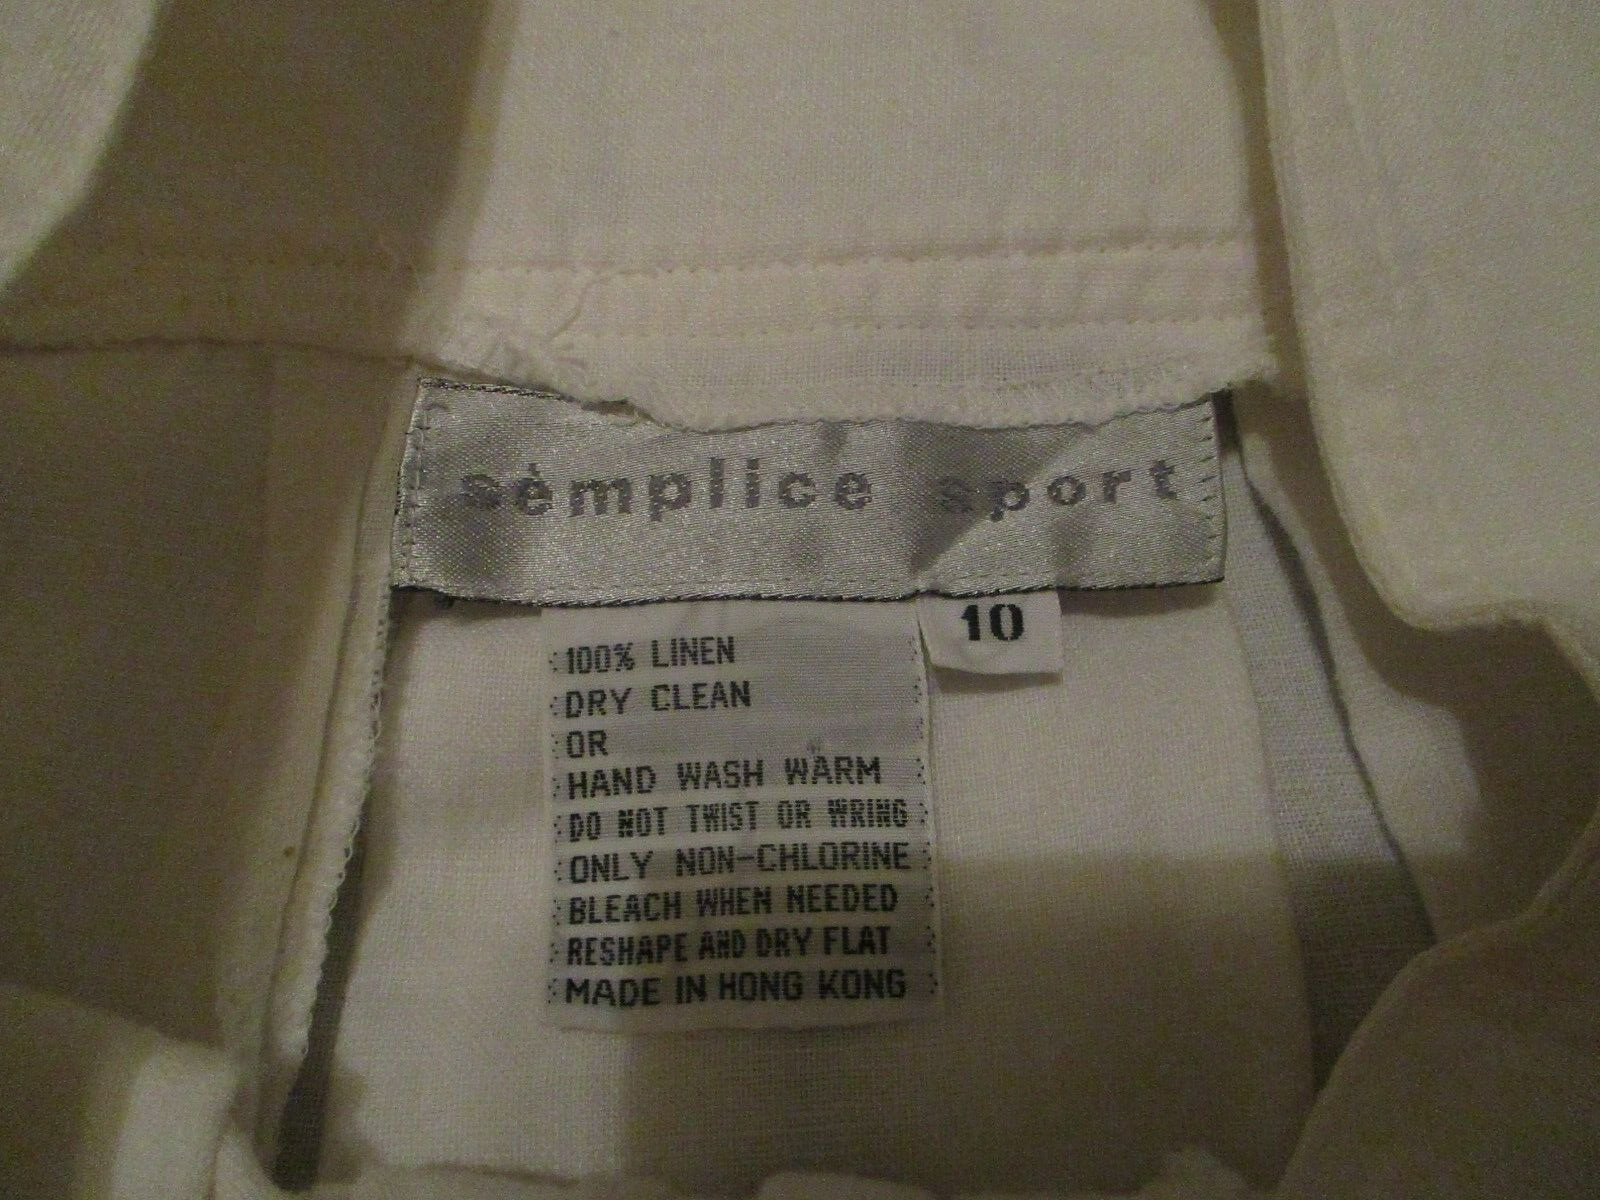 sèmplice sport
10
100% LINEN
DRY CLEAN
OR
HAND WASH WARM
DO NOT TWIST OR WRING
ONLY NON-CHLORINE
BLEACH WHEN NEEDED
RESHAPE AND DRY FLAT
MADE IN HONG KONG